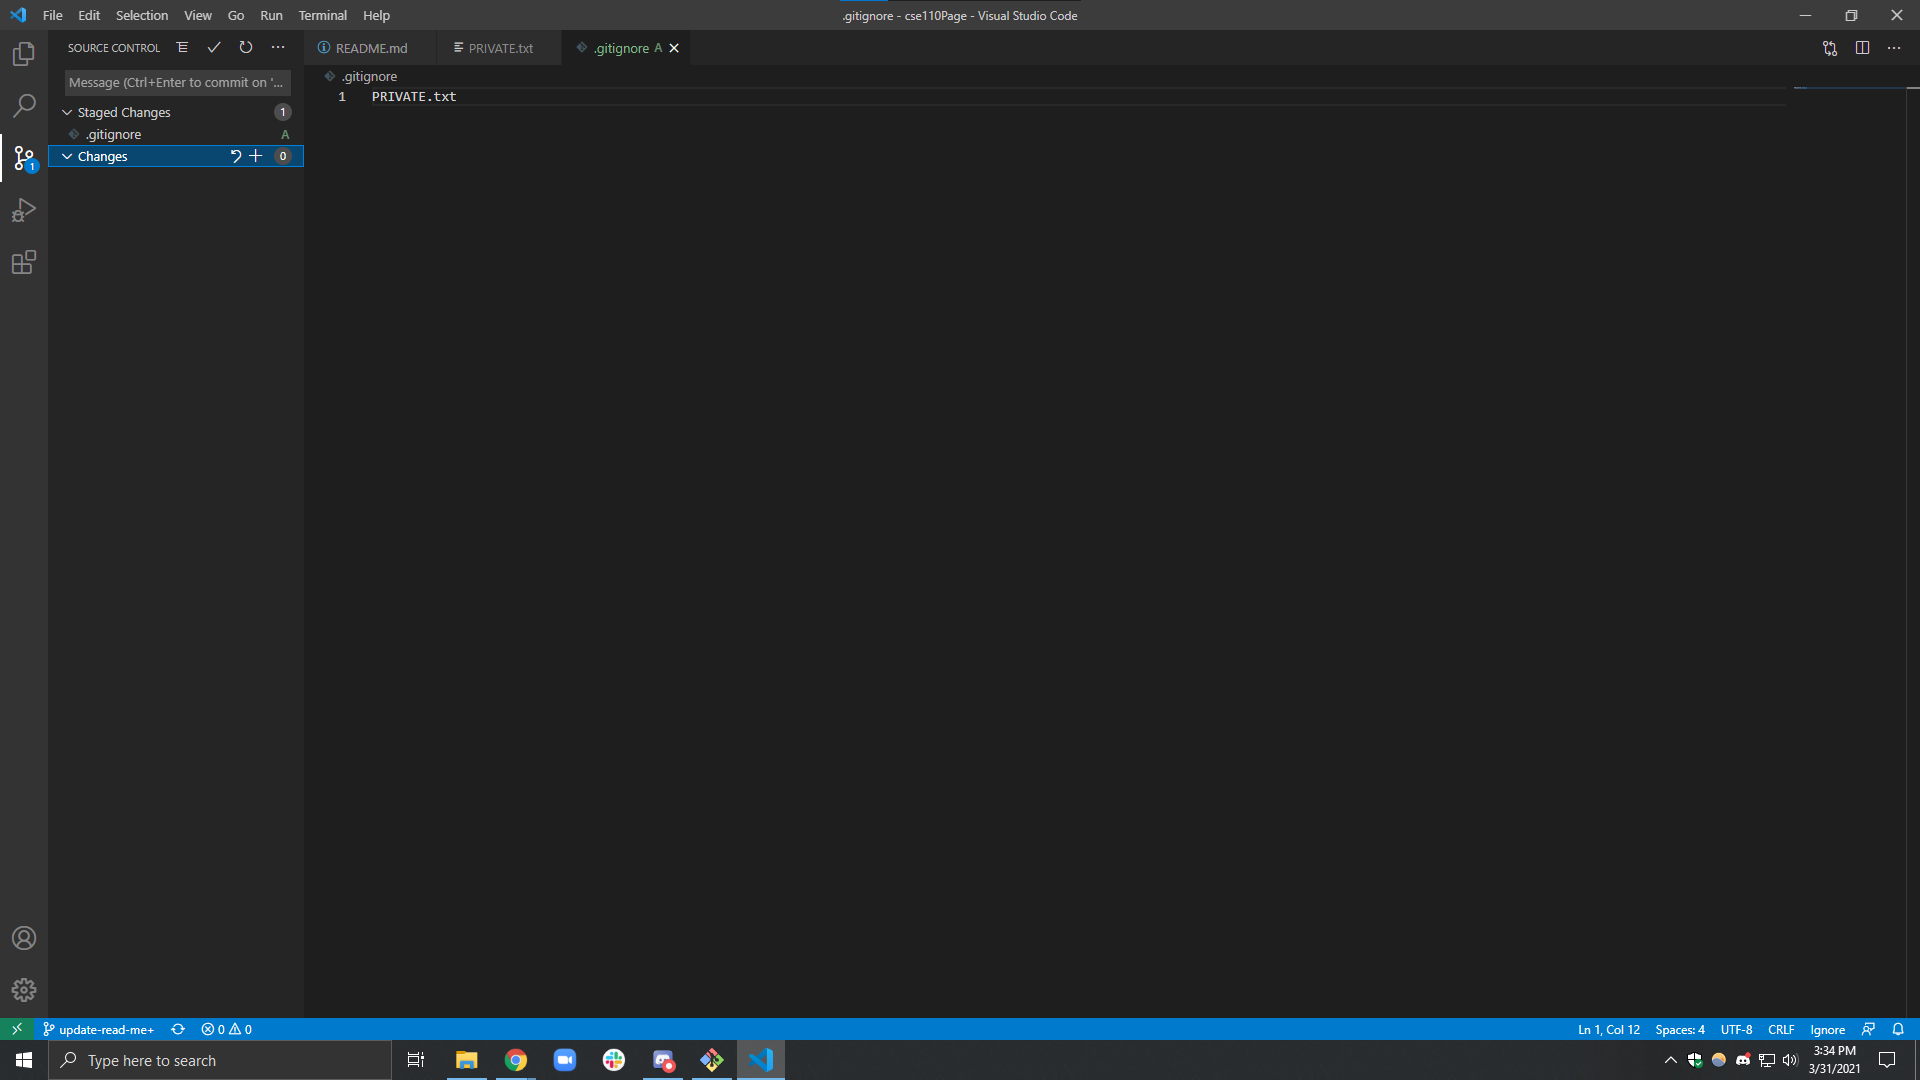 File Edit Selection View Go Run Terminal Help
.gitignore - cse110Page - Visual Studio Code
SOURCE CONTROL
README.md
PRIVATE.txt
.gitignore A
Message (Ctrl+Enter to commit on '...
.gitignore
1 PRIVATE.txt
Staged Changes 1
.gitignore A
Changes 0
1
update-read-me+
0 0
Ln 1, Col 12 Spaces: 4 UTF-8 CRLF Ignore
Type here to search
3:34 PM
3/31/2021